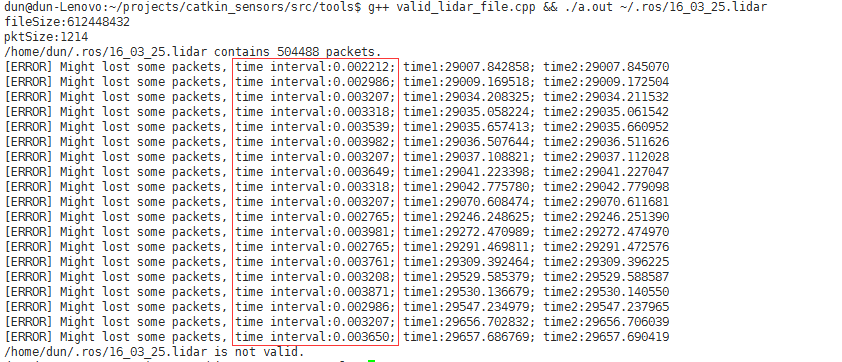 dun@dun-Lenovo:~/projects/catkin_sensors/src/tools$ g++ valid_lidar_file.cpp && ./a.out ~/.ros/16_03_25.lidar
fileSize:612448432
pktSize:1214
/home/dun/.ros/16_03_25.lidar contains 504488 packets.
[ERROR] Might lost some packets, time interval:0.002212; time1:29007.842858; time2:29007.845070
[ERROR] Might lost some packets, time interval:0.002986; time1:29009.169518; time2:29009.172504
[ERROR] Might lost some packets, time interval:0.003207; time1:29034.208325; time2:29034.211532
[ERROR] Might lost some packets, time interval:0.003318; time1:29035.058224; time2:29035.061542
[ERROR] Might lost some packets, time interval:0.003539; time1:29035.657413; time2:29035.660952
[ERROR] Might lost some packets, time interval:0.003982; time1:29036.507644; time2:29036.511626
[ERROR] Might lost some packets, time interval:0.003207; time1:29037.108821; time2:29037.112028
[ERROR] Might lost some packets, time interval:0.003649; time1:29041.223398; time2:29041.227047
[ERROR] Might lost some packets, time interval:0.003318; time1:29042.775780; time2:29042.779098
[ERROR] Might lost some packets, time interval:0.003207; time1:29070.608474; time2:29070.611681
[ERROR] Might lost some packets, time interval:0.002765; time1:29246.248625; time2:29246.251390
[ERROR] Might lost some packets, time interval:0.003981; time1:29272.470989; time2:29272.474970
[ERROR] Might lost some packets, time interval:0.002765; time1:29291.469811; time2:29291.472576
[ERROR] Might lost some packets, time interval:0.003761; time1:29309.392464; time2:29309.396225
[ERROR] Might lost some packets, time interval:0.003208; time1:29529.585379; time2:29529.588587
[ERROR] Might lost some packets, time interval:0.003871; time1:29530.136679; time2:29530.140550
[ERROR] Might lost some packets, time interval:0.002986; time1:29547.234979; time2:29547.237965
[ERROR] Might lost some packets, time interval:0.003207; time1:29656.702832; time2:29656.706039
[ERROR] Might lost some packets, time interval:0.003650; time1:29657.686769; time2:29657.690419
/home/dun/.ros/16_03_25.lidar is not valid.